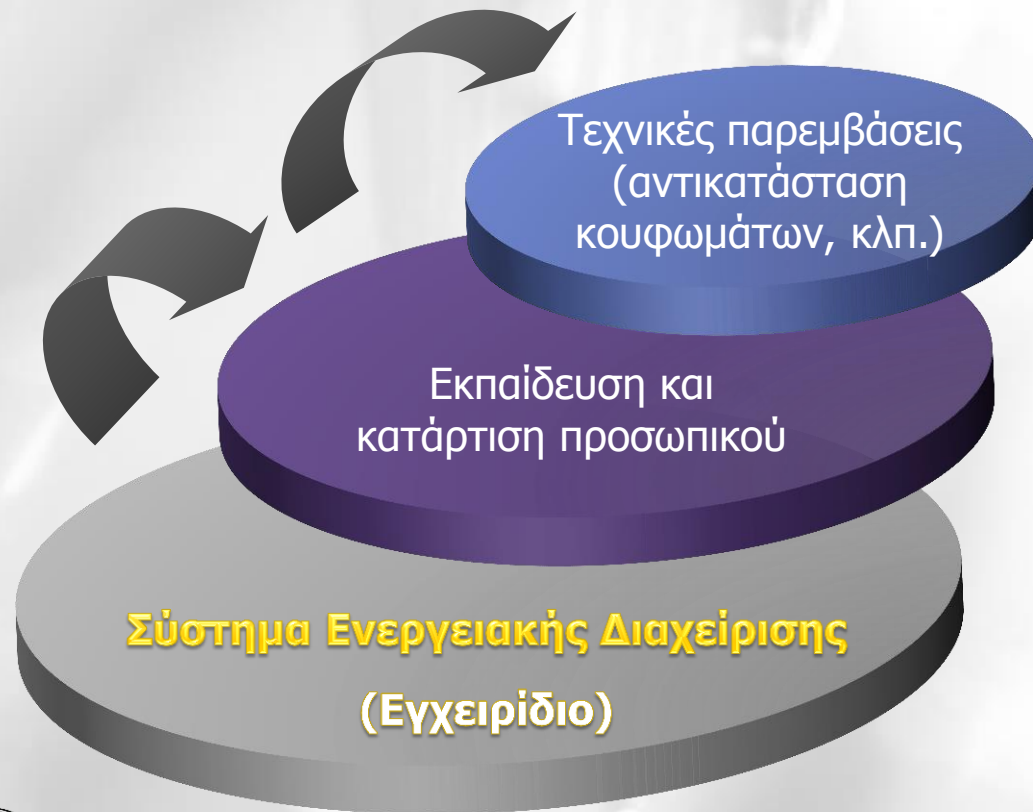 Τεχνικές παρεμβάσεις
(αντικατάσταση
κουφωμάτων, κλπ.)
Εκπαίδευση και
κατάρτιση προσωπικού
Σύστημα Ενεργειακής Διαχείρισης
(Εγχειρίδιο)